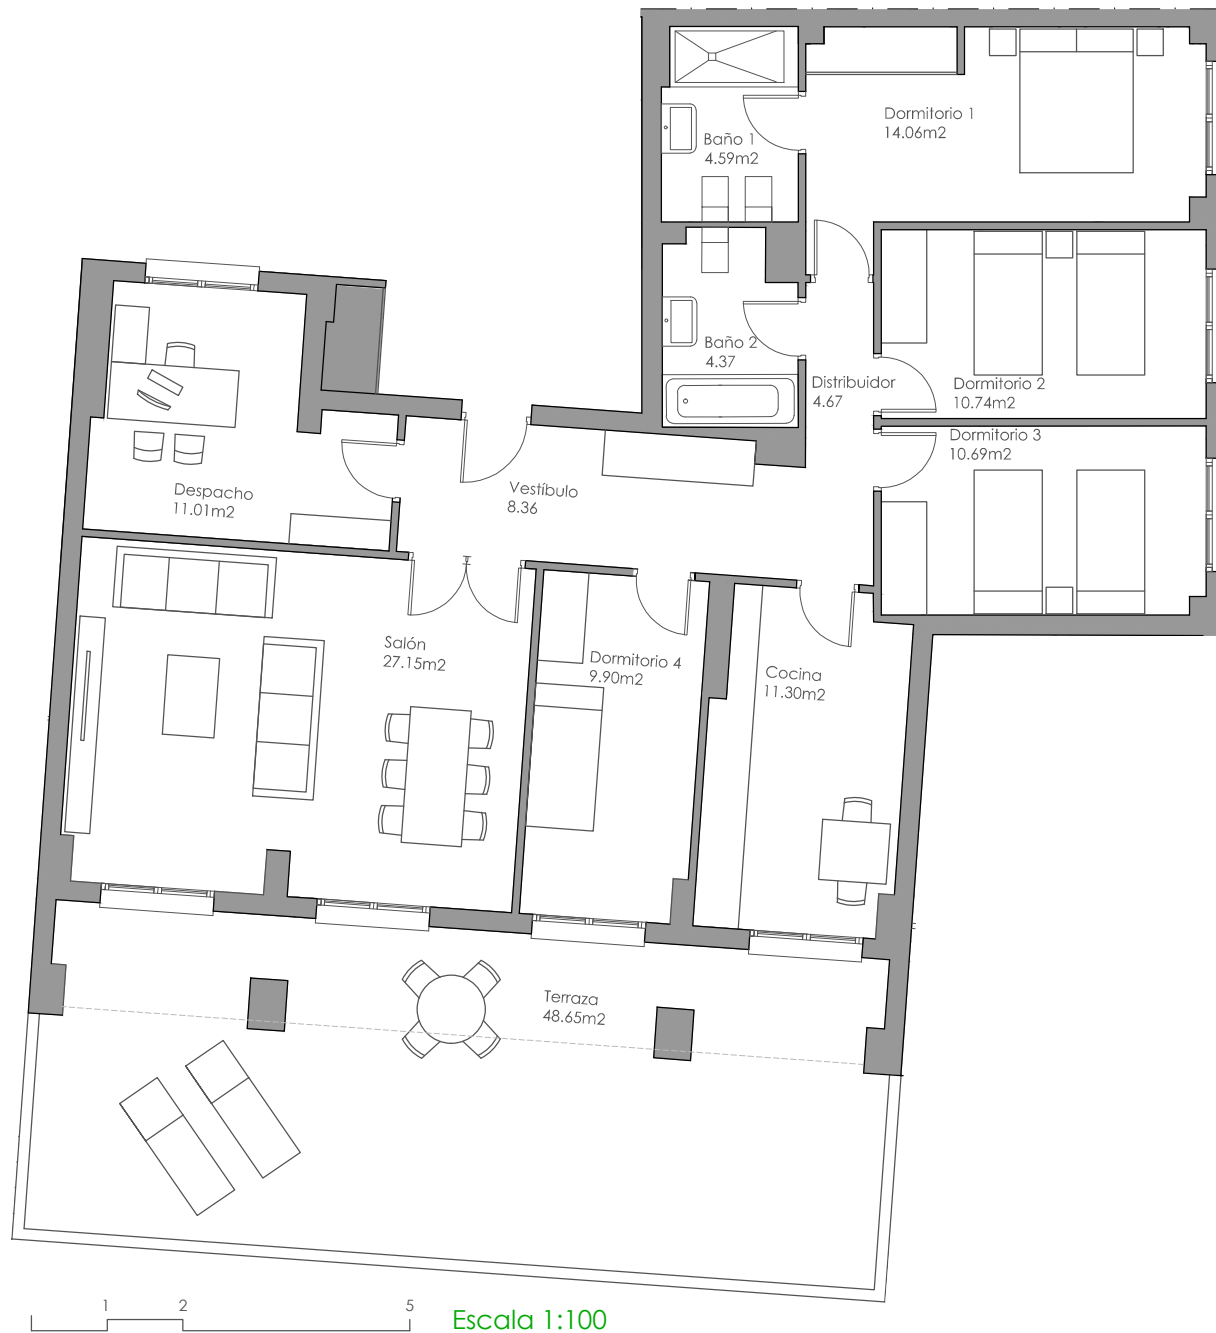 Dormitorio 1
14.06m2
Baño 1
4.59m2
Baño 2
4.37
Distribuidor
4.67
Dormitorio 2
10.74m2
Dormitorio 3
10.69m2
Despacho
11.01m2
Vestíbulo
8.36
Salón
27.15m2
Dormitorio 4
9.90m2
Cocina
11.30m2
Terraza
48.65m2
1 2 5
Escala 1:100